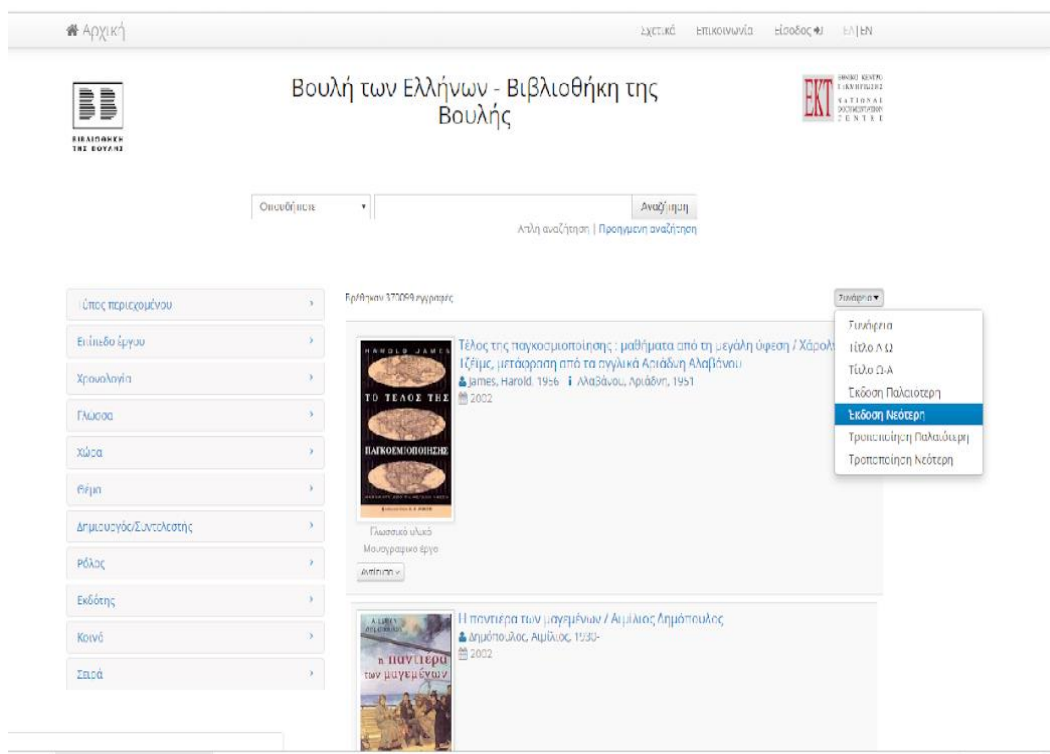 Αρχική
Σχετικά Επικοινωνία Είσοδος ΕΛ|EN
Βουλή των Ελλήνων - Βιβλιοθήκη της
Βουλής
ΒΙΒΛΙΟΘΗΚΗ
ΤΗΣ ΒΟΥΛΗΣ
EKT
ΕΘΝΙΚΟ ΚΕΝΤΡΟ
ΤΕΚΜΗΡΙΩΣΗΣ
NATIONAL
DOCUMENTATION
CENTRE
Οπουδήποτε
Αναζήτηση
Απλή αναζήτηση | Προηγμένη αναζήτηση
Τύπος περιεχομένου
Επίπεδο έργου
Χρονολογία
Γλώσσα
Χώρα
Θέμα
Δημιουργός/Συντελεστής
Ρόλος
Εκδότης
Κοινό
Σειρά
Βρέθηκαν 370099 εγγραφές
Συνάφεια
Συνάφεια
Τίτλο Α-Ω
Τίτλο Ω-Α
Έκδοση Παλαιότερη
Έκδοση Νεότερη
Τροποποίηση Παλαιότερη
Τροποποίηση Νεότερη
HAROLD JAMES
ΤΟ ΤΕΛΟΣ ΤΗΣ
ΠΑΓΚΟΣΜΙΟΠΟΙΗΣΗΣ
Τέλος της παγκοσμιοποίησης : μαθήματα από τη μεγάλη ύφεση / Χάρολ
Τζέϊμς, μετάφραση από τα αγγλικά Αριάδνη Αλαβάνου
James, Harold, 1956 Αλαβάνου, Αριάδνη, 1951
2002
Γλωσσικό υλικό
Μονογραφικό έργο
Αντίτυπα
Η παντιέρα των μαγεμένων / Αιμίλιος Δημόπουλος
Δημόπουλος, Αιμίλιος, 1930-
2002
η παντιέρα
των μαγεμένων